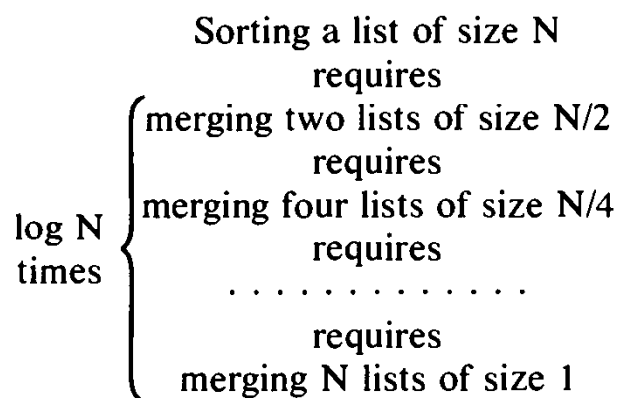 Sorting a list of size N
requires
merging two lists of size N/2
requires
merging four lists of size N/4
requires
log N
times
. . . . . . . . . . . . .
requires
merging N lists of size 1